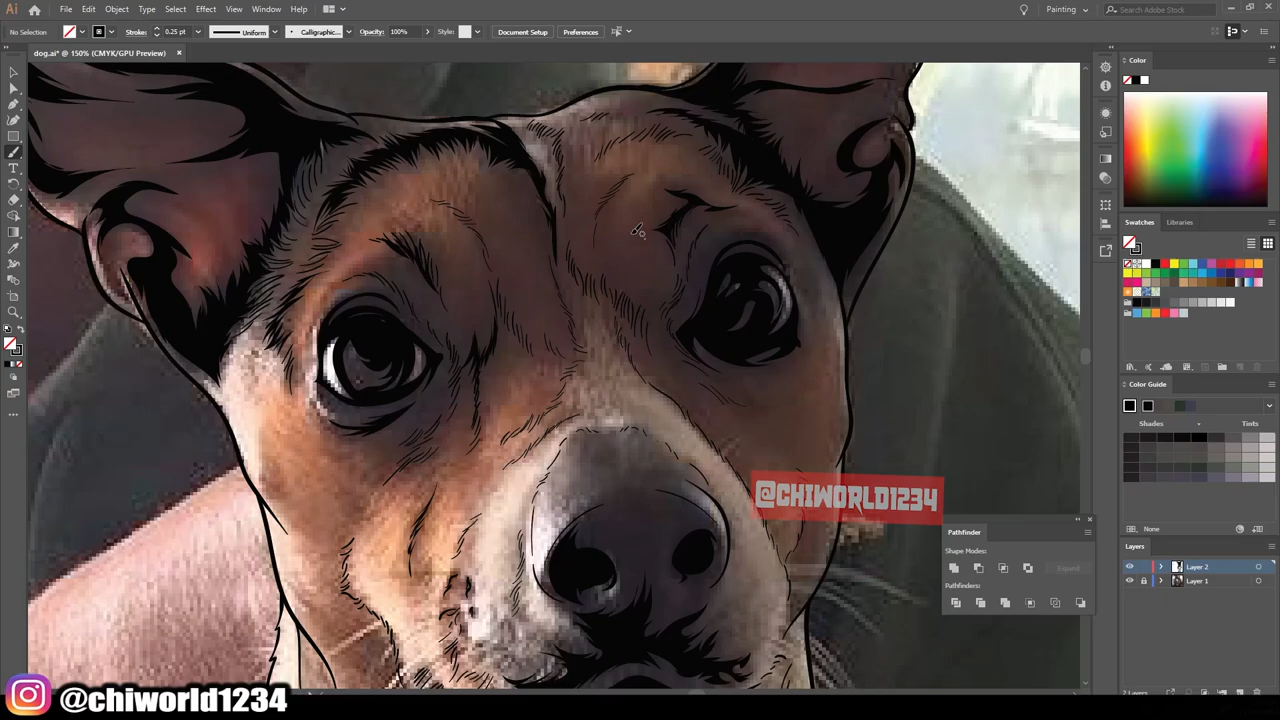 Ai File Edit Object Type Select Effect View Window Help Painting Search Adobe Stock
No Selection Stroke: 0.25 pt Uniform Calligraphic... Opacity: 100% Style: Document Setup Preferences
dog.ai* @ 150% (CMYK/GPU Preview)
Color
Swatches Libraries
Color Guide
Shades Tints
None
@CHIWORLD1234
Pathfinder
Shape Modes:
Expand
Pathfinders:
Layers
Layer 2
Layer 1
2 Layers
@chiworld1234